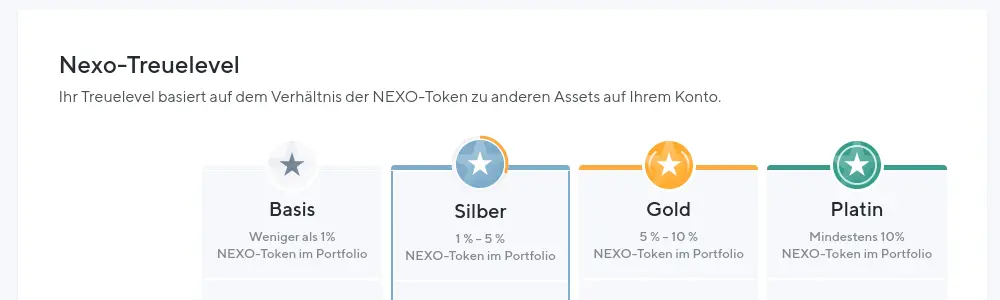 Nexo-Treuelevel
Ihr Treuelevel basiert auf dem Verhältnis der NEXO-Token zu anderen Assets auf Ihrem Konto.
Basis
Weniger als 1%
NEXO-Token im Portfolio
Silber
1 % – 5 %
NEXO-Token im Portfolio
Gold
5 % – 10 %
NEXO-Token im Portfolio
Platin
Mindestens 10%
NEXO-Token im Portfolio